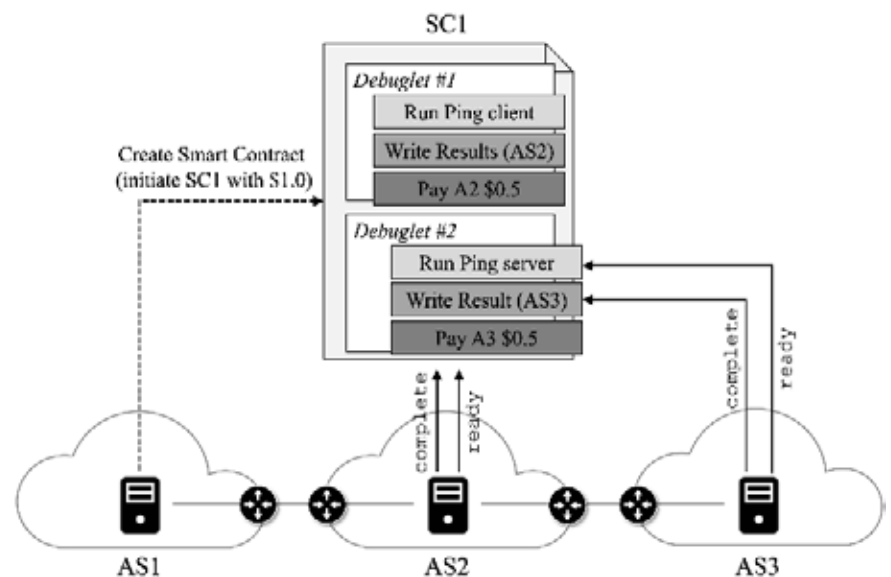 SC1
Debuglet #1
Run Ping client
Write Results (AS2)
Pay A2 $0.5
Create Smart Contract
(initiate SC1 with S1.0)
Debuglet #2
Run Ping server
Write Result (AS3)
Pay A3 $0.5
complete
ready
complete
ready
AS1
AS2
AS3